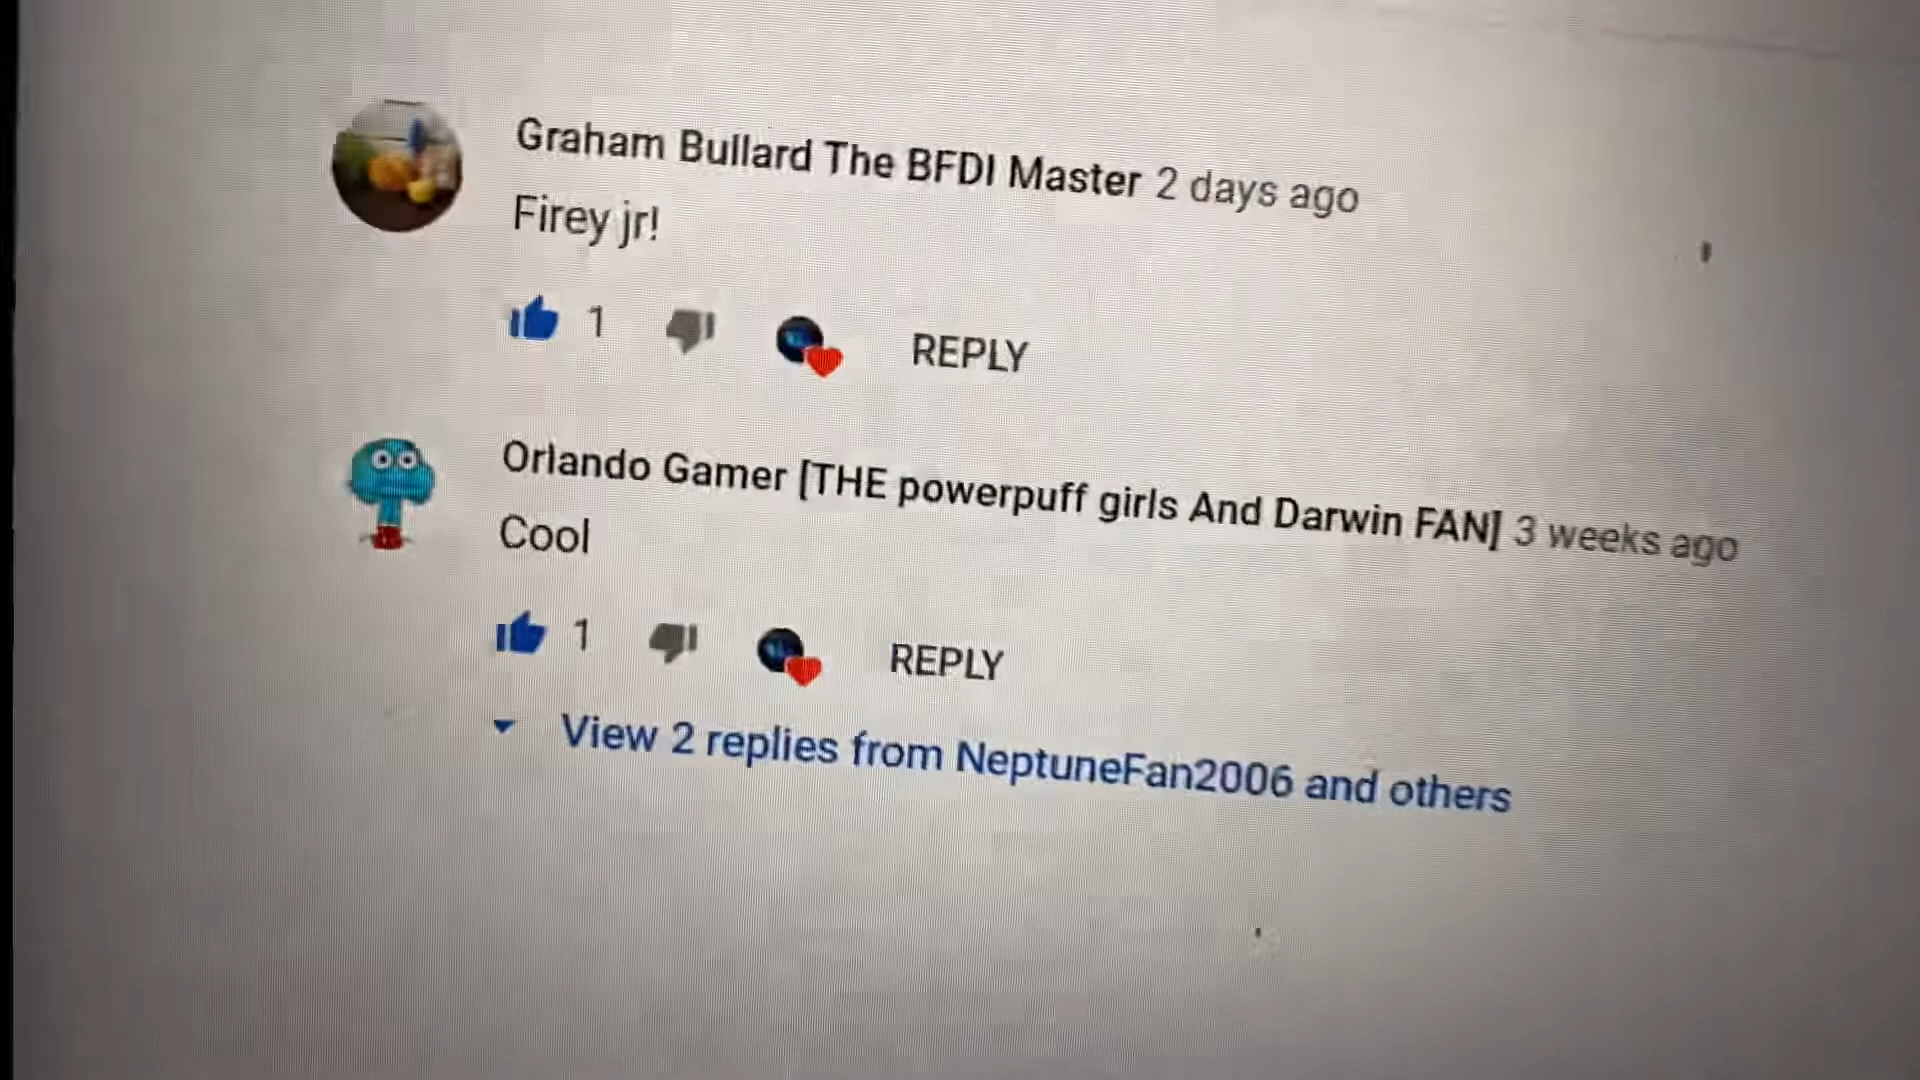 Graham Bullard The BFDI Master 2 days ago
Firey jr!
1 REPLY
Orlando Gamer [THE powerpuff girls And Darwin FAN] 3 weeks ago
Cool
1 REPLY
View 2 replies from NeptuneFan2006 and others